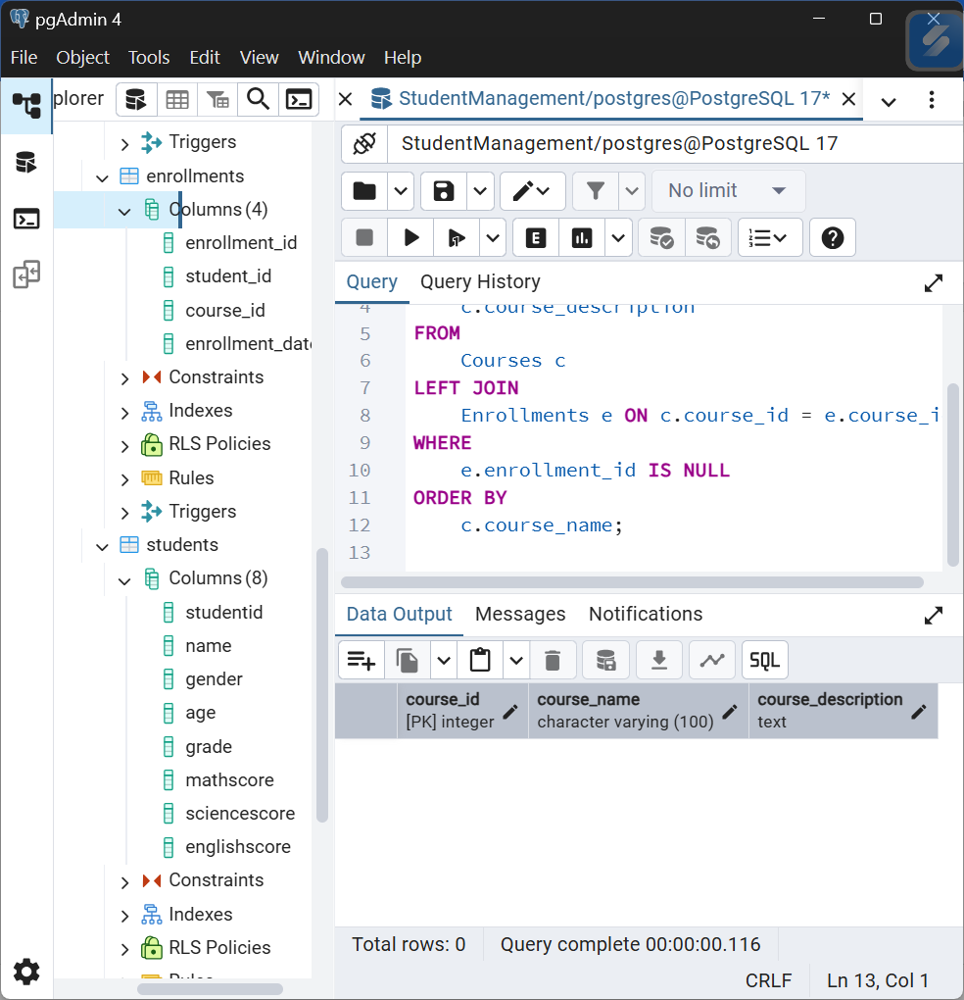 pgAdmin 4
File Object Tools Edit View Window Help
plorer
StudentManagement/postgres@PostgreSQL 17*
Triggers
enrollments
Columns (4)
enrollment_id
student_id
course_id
enrollment_date
Constraints
Indexes
RLS Policies
Rules
Triggers
students
Columns (8)
studentid
name
gender
age
grade
mathscore
sciencescore
englishscore
Constraints
Indexes
RLS Policies
Rules
StudentManagement/postgres@PostgreSQL 17
No limit
E
Query Query History
4 c.course_description
5 FROM
6 Courses c
7 LEFT JOIN
8 Enrollments e ON c.course_id = e.course_i
9 WHERE
10 e.enrollment_id IS NULL
11 ORDER BY
12 c.course_name;
13
Data Output Messages Notifications
SQL
course_id course_name course_description
[PK] integer character varying (100) text
Total rows: 0 Query complete 00:00:00.116
CRLF Ln 13, Col 1